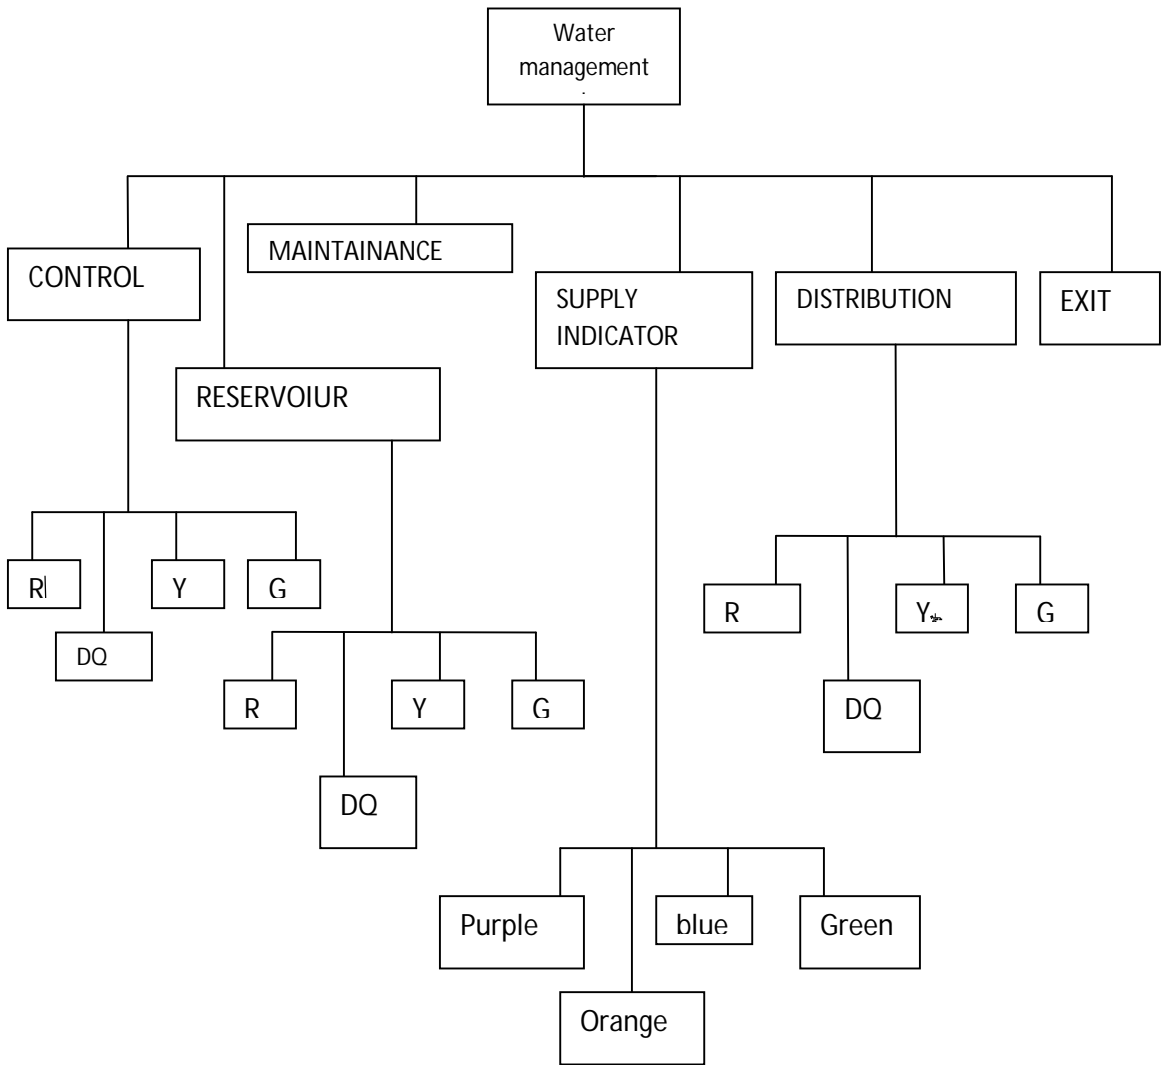 Water
management
MAINTAINANCE
CONTROL
SUPPLY
INDICATOR
DISTRIBUTION
EXIT
RESERVOIUR
R
Y
G
DQ
R
Y
G
DQ
R
Y
G
DQ
Purple
blue
Green
Orange